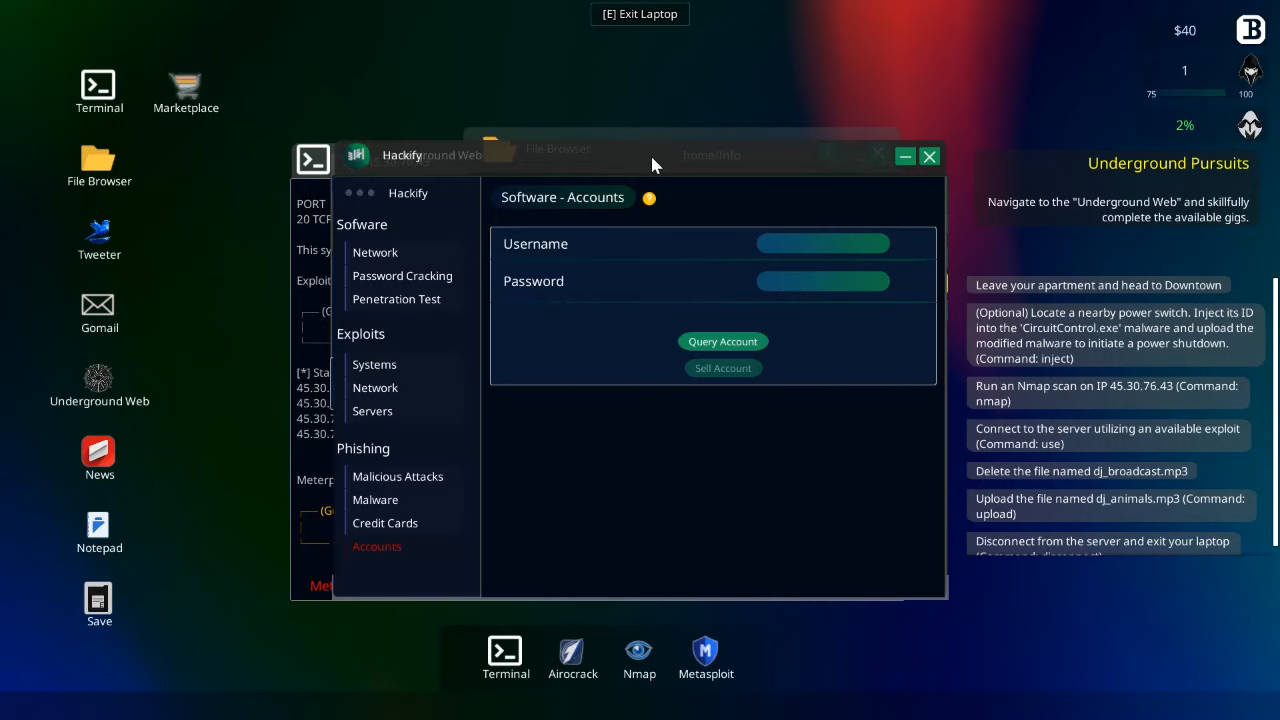 [E] Exit Laptop
$40
1
75
100
2%
Underground Pursuits
Navigate to the "Underground Web" and skillfully
complete the available gigs.
Leave your apartment and head to Downtown
(Optional) Locate a nearby power switch. Inject its ID
into the 'CircuitControl.exe' malware and upload the
modified malware to initiate a power shutdown.
(Command: inject)
Run an Nmap scan on IP 45.30.76.43 (Command:
nmap)
Connect to the server utilizing an available exploit
(Command: use)
Delete the file named dj_broadcast.mp3
Upload the file named dj_animals.mp3 (Command:
upload)
Disconnect from the server and exit your laptop
(Command: disconnect)
Terminal
Marketplace
File Browser
Tweeter
Gomail
Underground Web
News
Notepad
Save
File Browser
home/Info
Hackify
ground Web
PORT
20 TCP
This sy
Exploit
(G
[*] Sta
45.30.
45.30.
45.30.7
45.30.7
Meterp
(G
Met
Hackify
Sofware
Network
Password Cracking
Penetration Test
Exploits
Systems
Network
Servers
Phishing
Malicious Attacks
Malware
Credit Cards
Accounts
Software - Accounts
?
Username
Password
Query Account
Sell Account
Terminal
Airocrack
Nmap
Metasploit